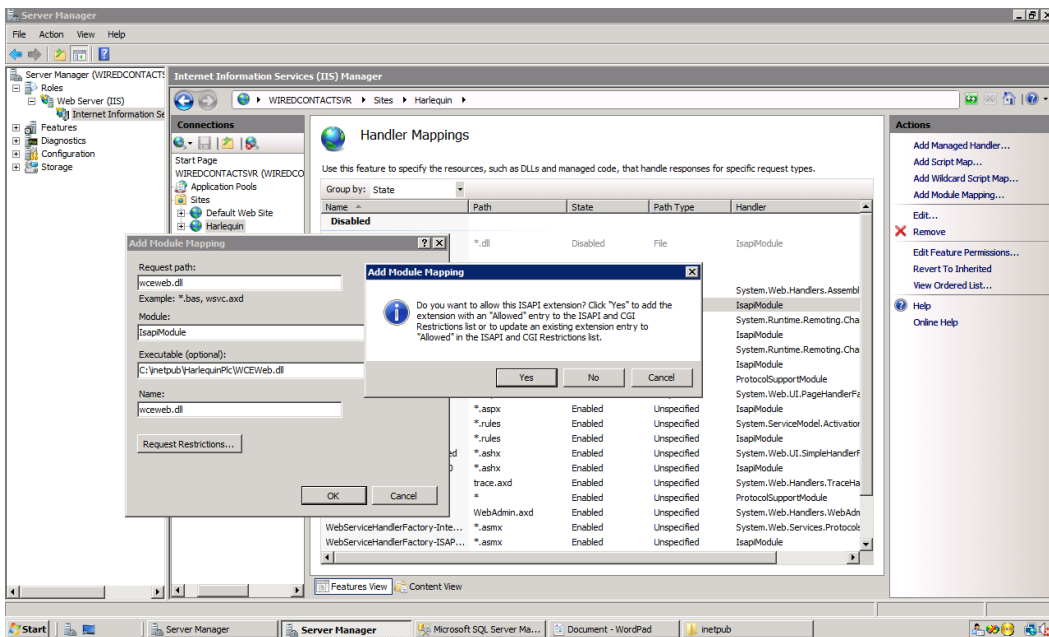 Server Manager
File Action View Help
Server Manager (WIREDCONTACTS
Roles
Web Server (IIS)
Internet Information Se
Features
Diagnostics
Configuration
Storage
Internet Information Services (IIS) Manager
WIREDCONTACTSVR Sites Harlequin
Connections
Start Page
WIREDCONTACTSVR (WIREDCO
Application Pools
Sites
Default Web Site
Harlequin
Handler Mappings
Use this feature to specify the resources, such as DLLs and managed code, that handle responses for specific request types.
Group by: State
Name Path State Path Type Handler
Disabled
*.dll Disabled File IsapiModule
System.Web.Handlers.Assembl
IsapiModule
System.Runtime.Remoting.Cha
IsapiModule
System.Runtime.Remoting.Cha
IsapiModule
ProtocolSupportModule
System.Web.UI.PageHandlerFa
*.aspx Enabled Unspecified IsapiModule
*.rules Enabled Unspecified System.ServiceModel.Activation
*.rules Enabled Unspecified IsapiModule
ed *.ashx Enabled Unspecified System.Web.UI.SimpleHandlerF
*.ashx Enabled Unspecified IsapiModule
trace.axd Enabled Unspecified System.Web.Handlers.TraceHa
* Enabled Unspecified ProtocolSupportModule
WebAdmin.axd Enabled Unspecified System.Web.Handlers.WebAdn
WebServiceHandlerFactory-Inte... *.asmx Enabled Unspecified System.Web.Services.Protocols
WebServiceHandlerFactory-ISAP... *.asmx Enabled Unspecified IsapiModule
Features View Content View
Add Module Mapping
Request path:
wceweb.dll
Example: *.bas, wsvc.axd
Module:
IsapiModule
Executable (optional):
C:\inetpub\HarlequinPlc\WCEWeb.dll
Name:
wceweb.dll
Request Restrictions...
OK Cancel
Add Module Mapping
Do you want to allow this ISAPI extension? Click "Yes" to add the
extension with an "Allowed" entry to the ISAPI and CGI
Restrictions list or to update an existing extension entry to
"Allowed" in the ISAPI and CGI Restrictions list.
Yes No Cancel
Actions
Add Managed Handler...
Add Script Map...
Add Wildcard Script Map...
Add Module Mapping...
Edit...
Remove
Edit Feature Permissions...
Revert To Inherited
View Ordered List...
Help
Online Help
Start Server Manager Server Manager Microsoft SQL Server Ma... Document - WordPad inetpub